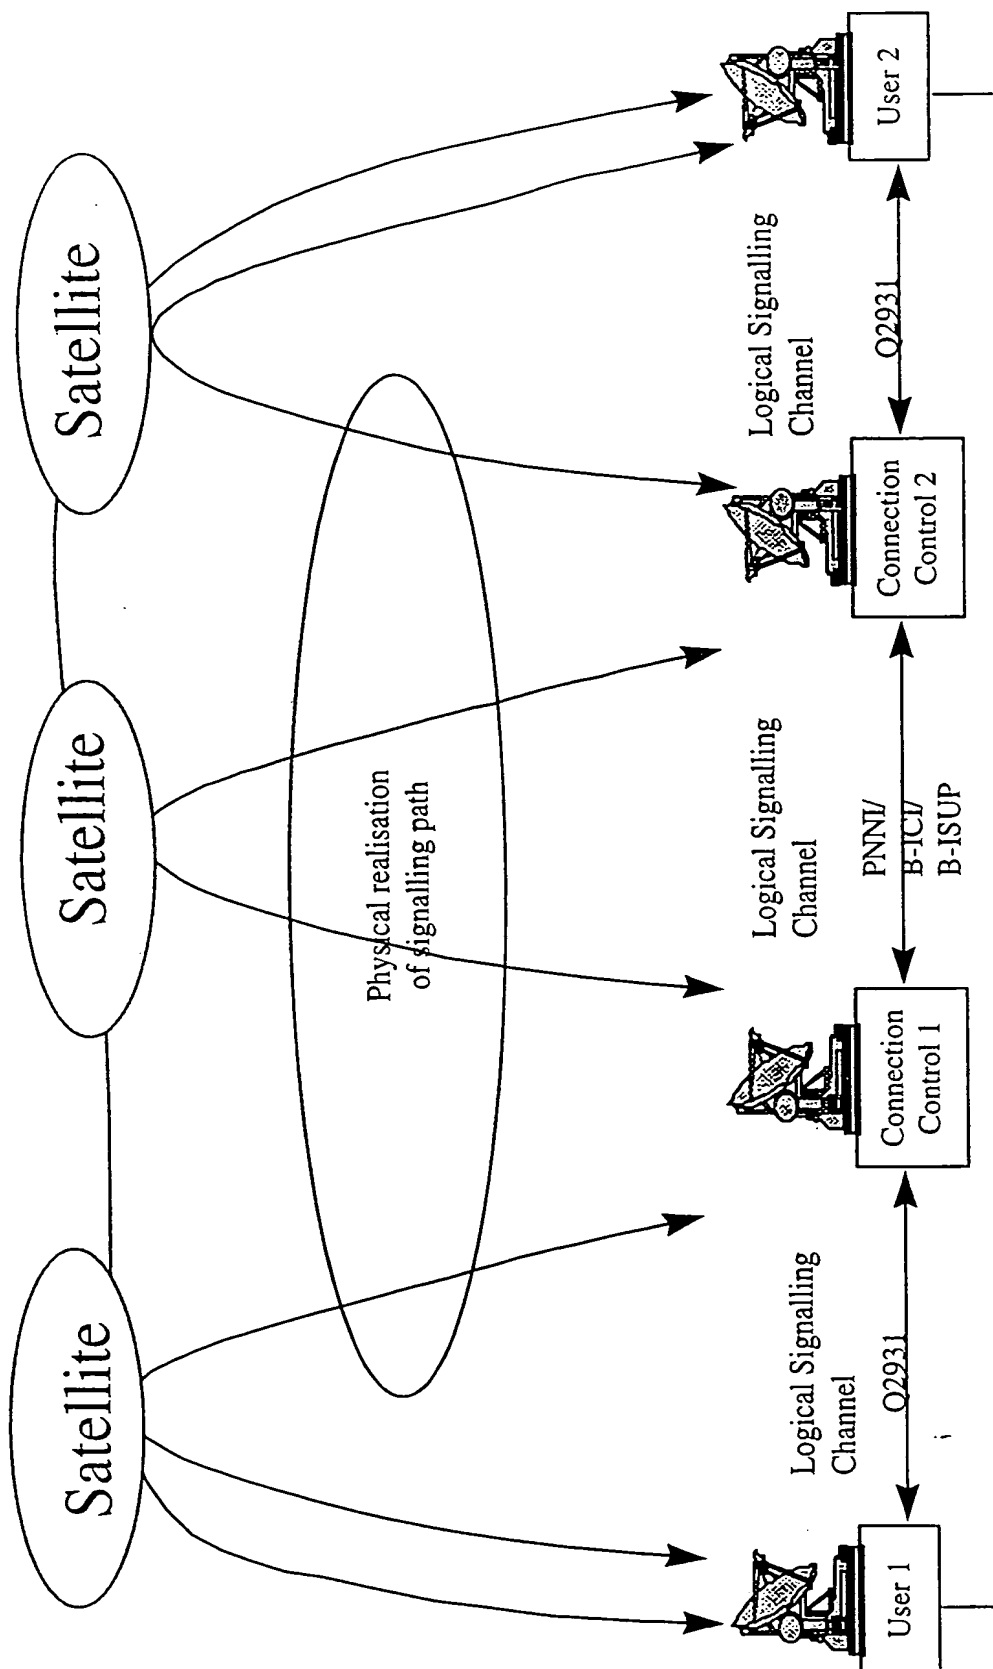 Satellite
Satellite
Satellite
Physical realisation
of signalling path
Logical Signalling
Channel
Logical Signalling
Channel
Logical Signalling
Channel
Q2931
PNNI/
B-ICI/
B-ISUP
Q2931
User 1
Connection
Control 1
Connection
Control 2
User 2